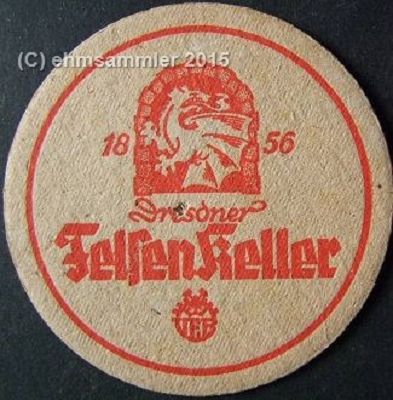 (C) ehmsammler 2015
18 56
Dresdner
Felsenkeller